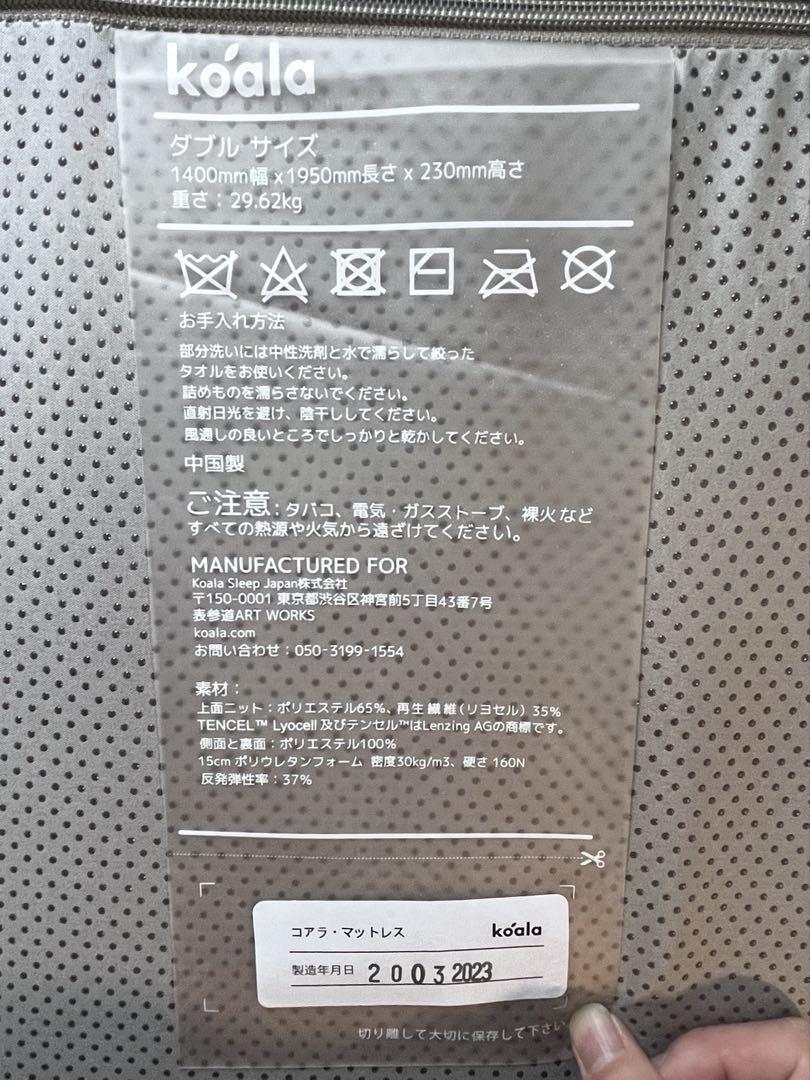 koala
ダブル サイズ
1400mm幅 x1950mm長さ x 230mm高さ
重さ：29.62kg
お手入れ方法
部分洗いには中性洗剤と水で濡らして絞った
タオルをお使いください。
詰めものを濡らさないでください。
直射日光を避け、陰干ししてください。
風通しの良いところでしっかりと乾かしてください。
中国製
ご注意：タバコ、電気・ガスストーブ、裸火など
すべての熱源や火気から遠ざけてください。
MANUFACTURED FOR
Koala Sleep Japan株式会社
〒150-0001 東京都渋谷区神宮前5丁目43番7号
表参道ART WORKS
koala.com
お問い合わせ：050-3199-1554
素材：
上面ニット：ポリエステル65%、再生繊維（リヨセル）35%
TENCEL™ Lyocell 及びテンセル™はLenzing AGの商標です。
側面と裏面：ポリエステル100%
15cm ポリウレタンフォーム 密度30kg/m3、硬さ 160N
反発弾性率：37%
コアラ・マットレス koala
製造年月日 20032023
切り離して大切に保存して下さい